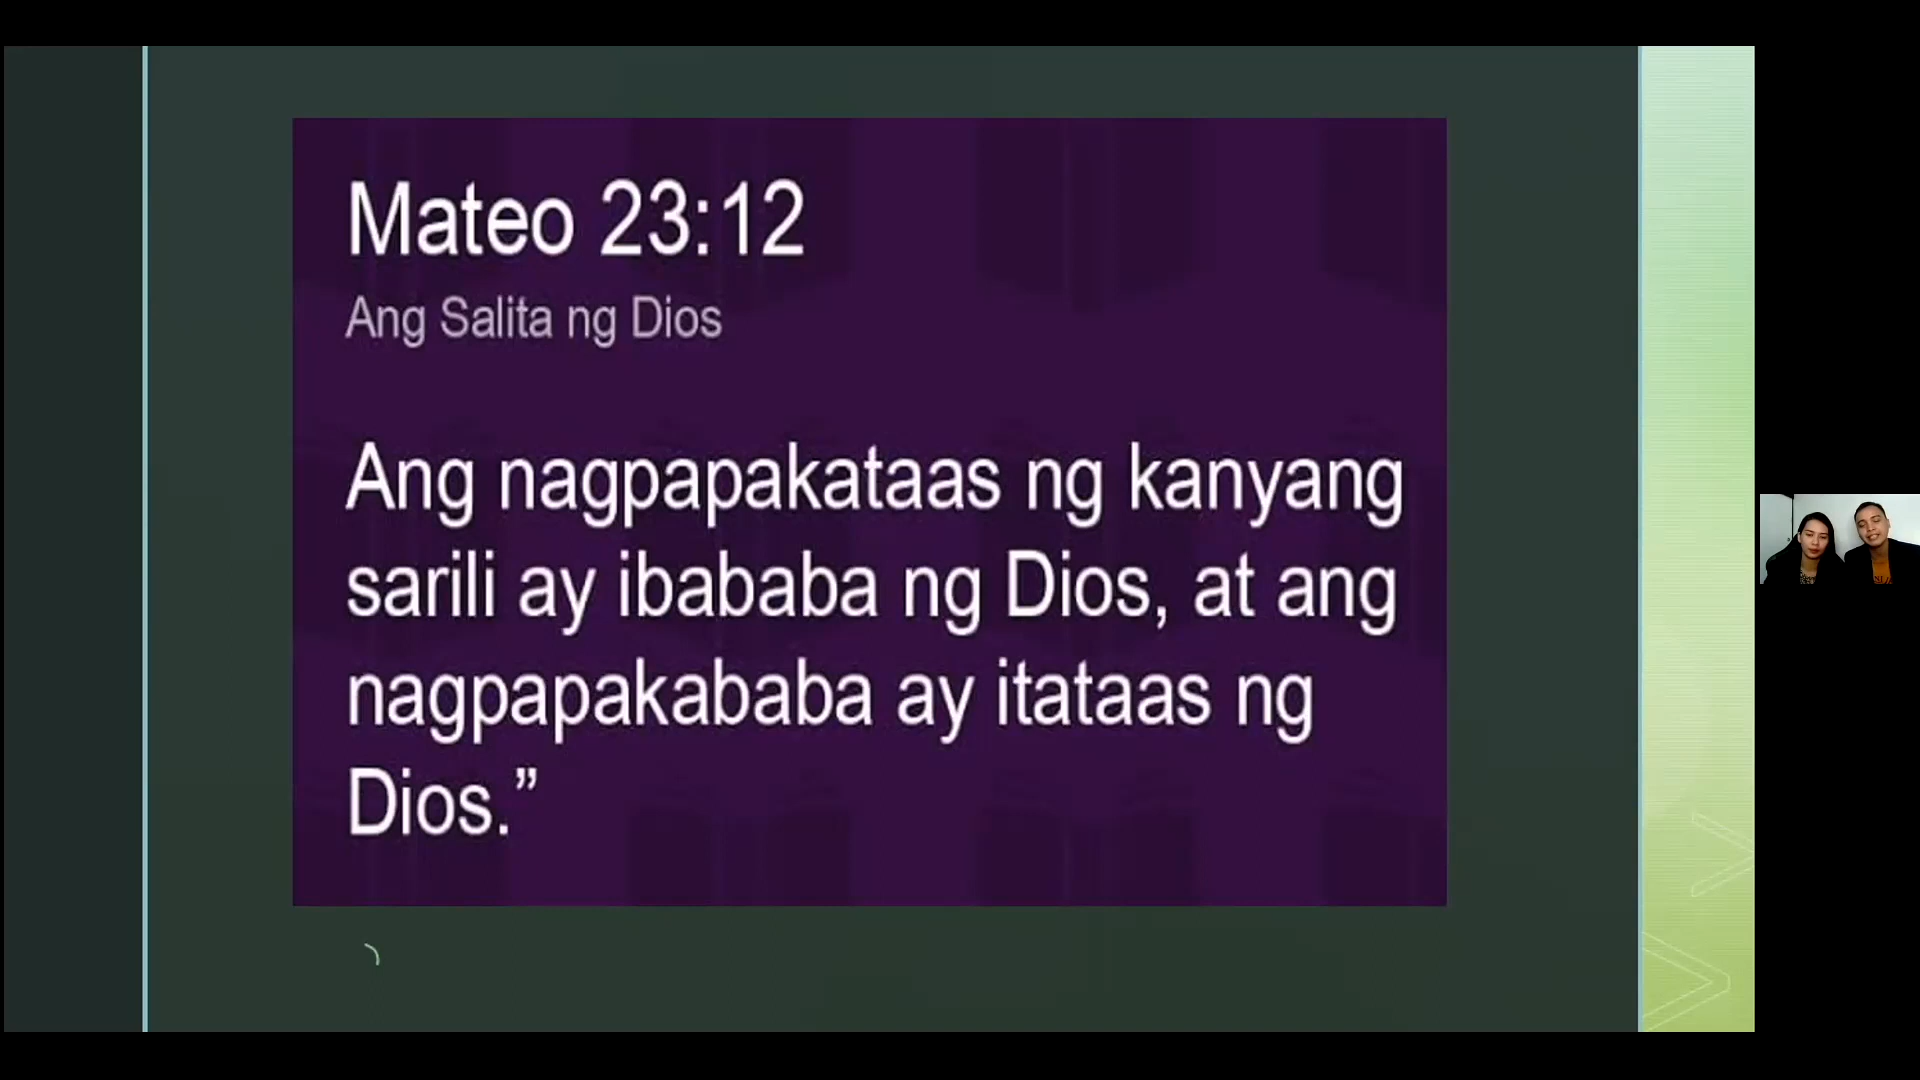 Mateo 23:12
Ang Salita ng Dios
Ang nagpapakataas ng kanyang
sarili ay ibababa ng Dios, at ang
nagpapakababa ay itataas ng
Dios.”